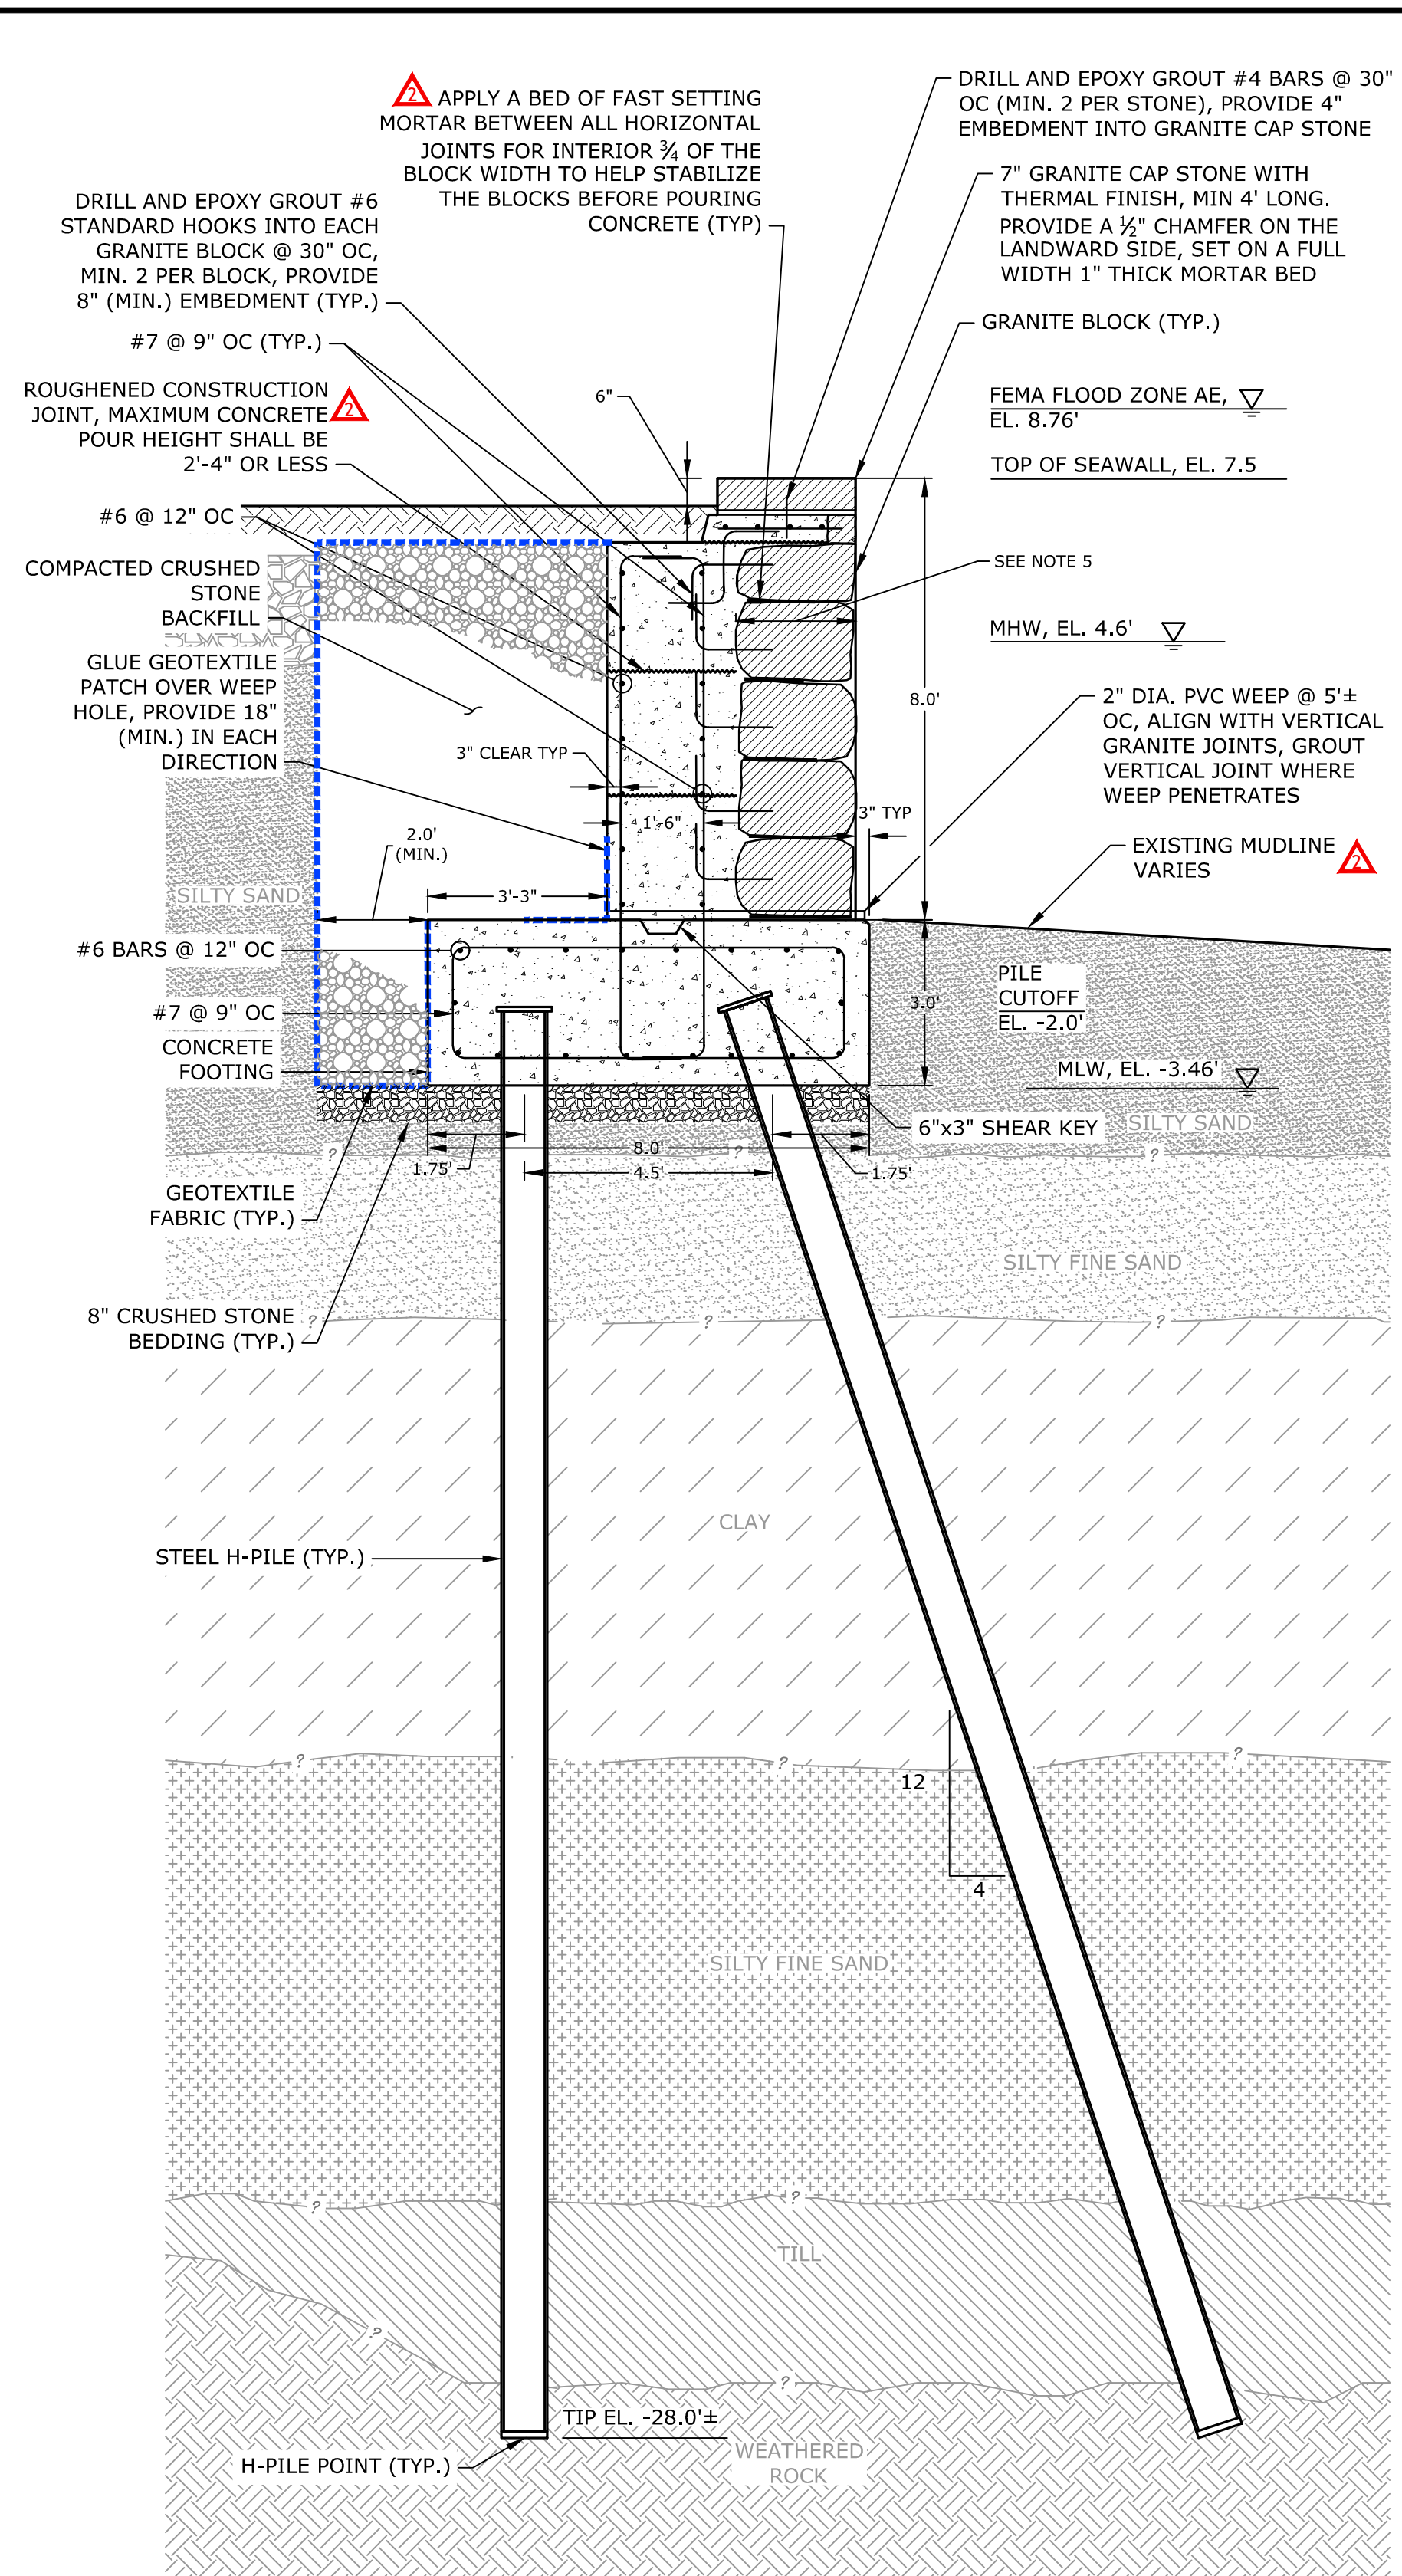 2 APPLY A BED OF FAST SETTING
MORTAR BETWEEN ALL HORIZONTAL
JOINTS FOR INTERIOR ¾ OF THE
BLOCK WIDTH TO HELP STABILIZE
THE BLOCKS BEFORE POURING
CONCRETE (TYP)
DRILL AND EPOXY GROUT #4 BARS @ 30"
OC (MIN. 2 PER STONE), PROVIDE 4"
EMBEDMENT INTO GRANITE CAP STONE
7" GRANITE CAP STONE WITH
THERMAL FINISH, MIN 4' LONG.
PROVIDE A ½" CHAMFER ON THE
LANDWARD SIDE, SET ON A FULL
WIDTH 1" THICK MORTAR BED
DRILL AND EPOXY GROUT #6
STANDARD HOOKS INTO EACH
GRANITE BLOCK @ 30" OC,
MIN. 2 PER BLOCK, PROVIDE
8" (MIN.) EMBEDMENT (TYP.)
GRANITE BLOCK (TYP.)
#7 @ 9" OC (TYP.)
ROUGHENED CONSTRUCTION
JOINT, MAXIMUM CONCRETE 2
POUR HEIGHT SHALL BE
2'-4" OR LESS
6"
FEMA FLOOD ZONE AE,
EL. 8.76'
TOP OF SEAWALL, EL. 7.5
#6 @ 12" OC
COMPACTED CRUSHED
STONE
BACKFILL
SEE NOTE 5
MHW, EL. 4.6'
GLUE GEOTEXTILE
PATCH OVER WEEP
HOLE, PROVIDE 18"
(MIN.) IN EACH
DIRECTION
8.0'
2" DIA. PVC WEEP @ 5'±
OC, ALIGN WITH VERTICAL
GRANITE JOINTS, GROUT
VERTICAL JOINT WHERE
WEEP PENETRATES
3" CLEAR TYP
3" TYP
1'-6"
2.0'
(MIN.)
EXISTING MUDLINE
VARIES 2
SILTY SAND
3'-3"
#6 BARS @ 12" OC
PILE
CUTOFF
EL. -2.0'
3.0'
#7 @ 9" OC
CONCRETE
FOOTING
MLW, EL. -3.46'
6"x3" SHEAR KEY
SILTY SAND
8.0'
?
?
?
1.75'
4.5'
1.75'
GEOTEXTILE
FABRIC (TYP.)
SILTY FINE SAND
8" CRUSHED STONE
BEDDING (TYP.)
?
?
?
CLAY
STEEL H-PILE (TYP.)
?
?
?
12
4
SILTY FINE SAND
?
?
TILL
?
?
TIP EL. -28.0'±
WEATHERED
ROCK
H-PILE POINT (TYP.)